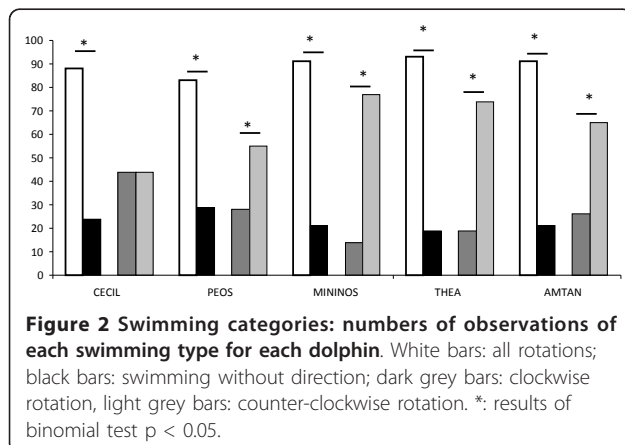 100
90
80
70
60
50
40
30
20
10
0
* * * * * * * * *
CECIL PEOS MININOS THEA AMTAN
Figure 2 Swimming categories: numbers of observations of
each swimming type for each dolphin. White bars: all rotations;
black bars: swimming without direction; dark grey bars: clockwise
rotation, light grey bars: counter-clockwise rotation. *: results of
binomial test p < 0.05.